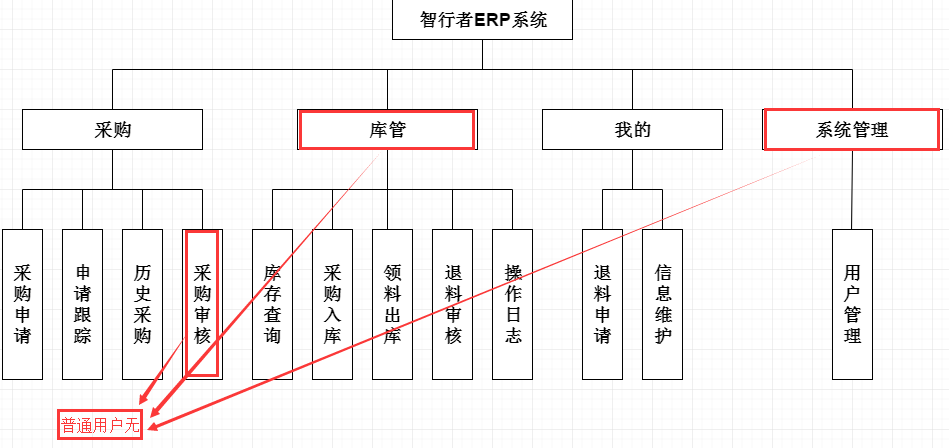 智行者ERP系统
采购
库管
我的
系统管理
采购申请
申请跟踪
历史采购
采购审核
库存查询
采购入库
领料出库
退料审核
操作日志
退料申请
信息维护
用户管理
普通用户无